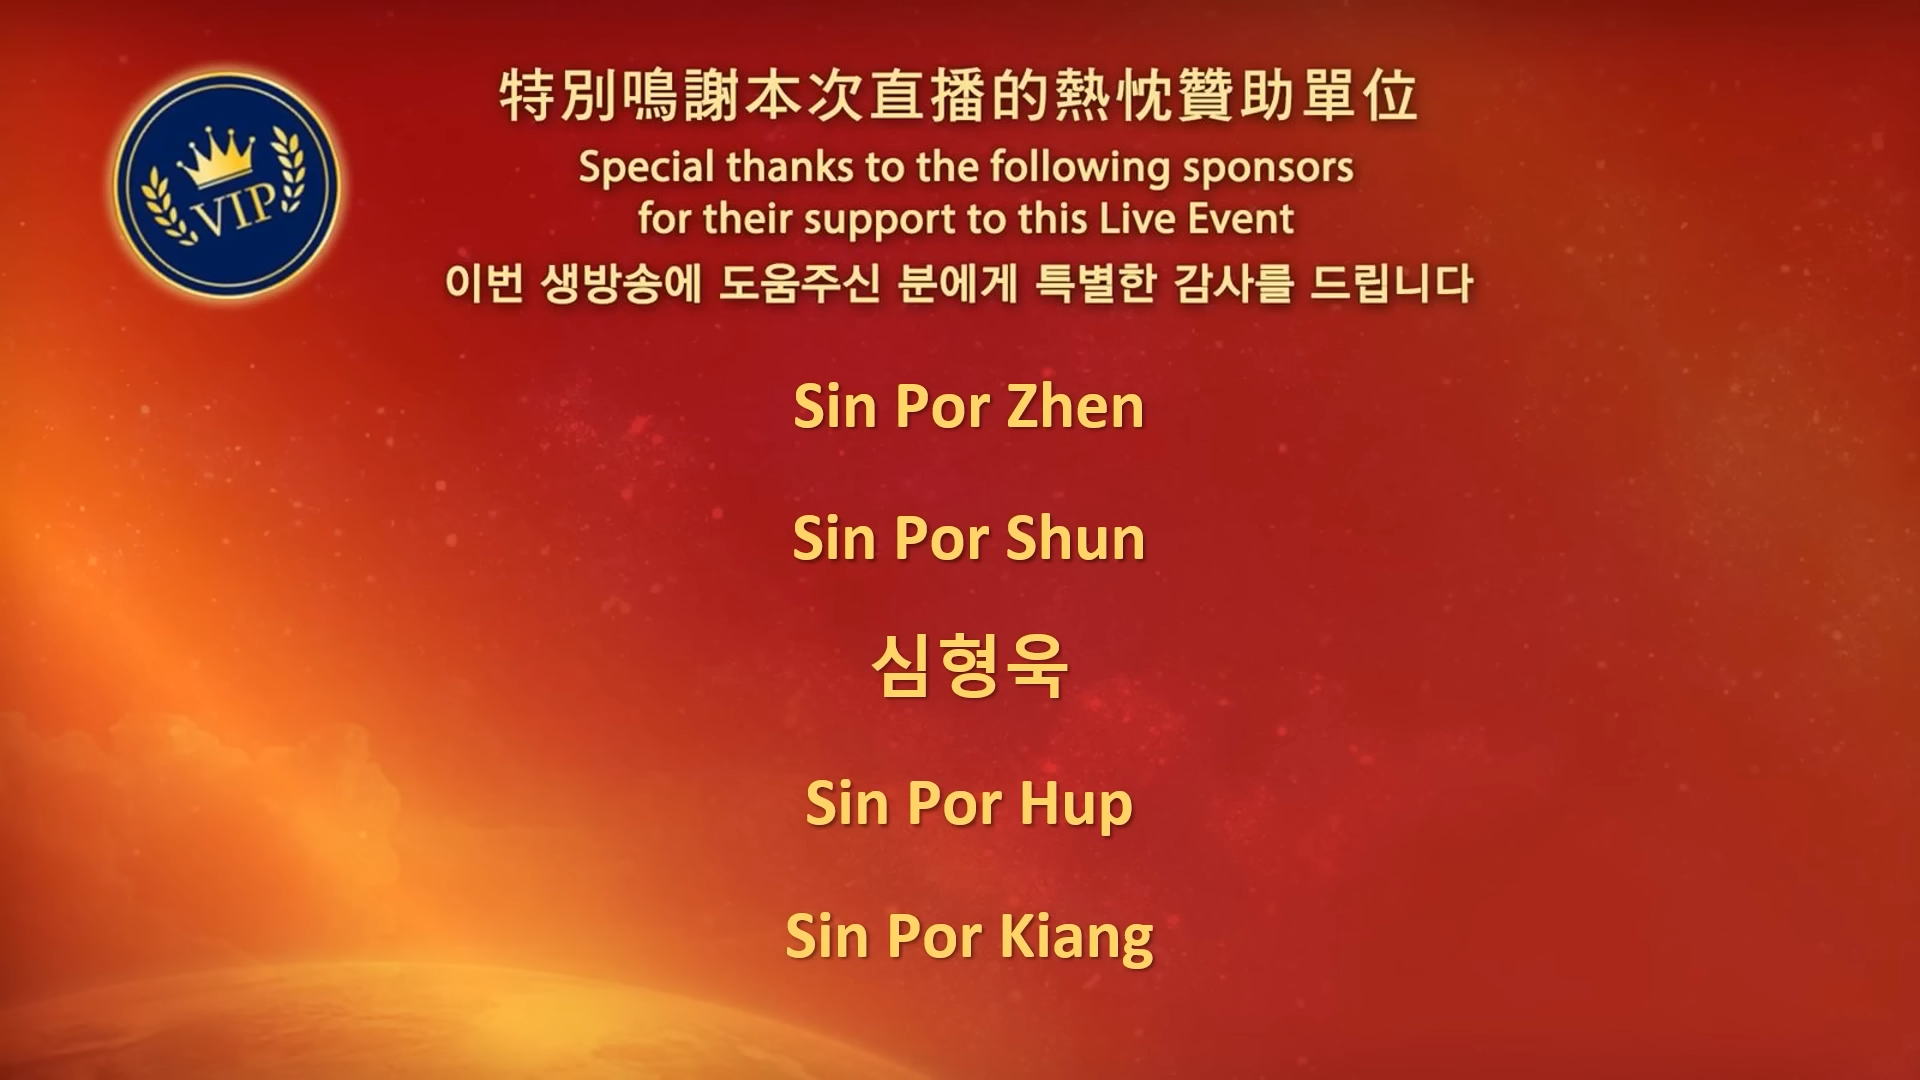 VIP
特別鳴謝本次直播的熱忱贊助單位
Special thanks to the following sponsors
for their support to this Live Event
이번 생방송에 도움주신 분에게 특별한 감사를 드립니다
Sin Por Zhen
Sin Por Shun
심형욱
Sin Por Hup
Sin Por Kiang